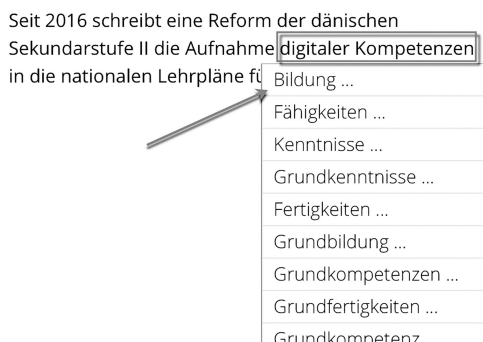 Seit 2016 schreibt eine Reform der dänischen
Sekundarstufe II die Aufnahme digitaler Kompetenzen
in die nationalen Lehrpläne
Bildung ...
Fähigkeiten ...
Kenntnisse ...
Grundkenntnisse ...
Fertigkeiten ...
Grundbildung ...
Grundkompetenzen ...
Grundfertigkeiten ...
Grundkompetenz